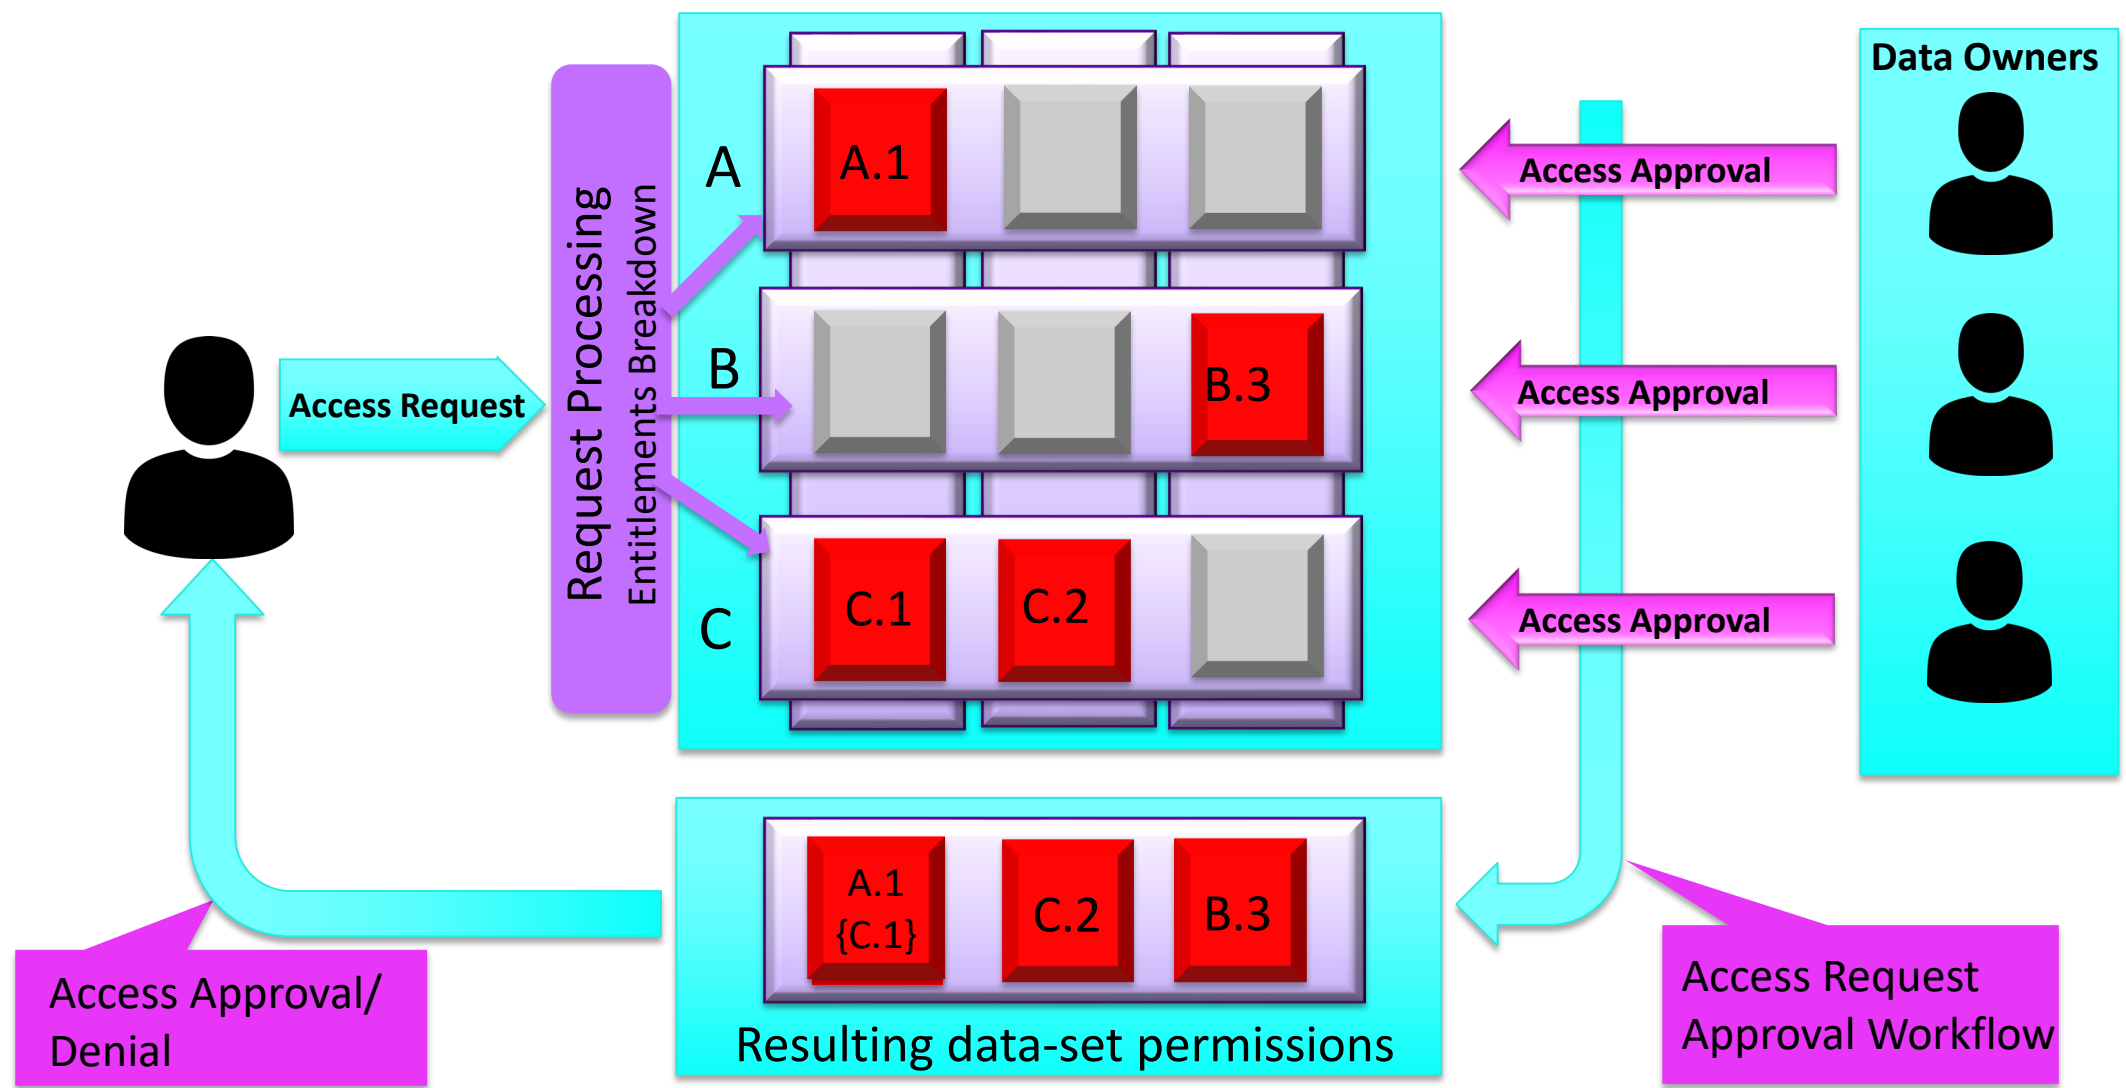 Data Owners
A
A.1
Access Approval
Request Processing
Entitlements Breakdown
Access Request
B
B.3
Access Approval
C
C.1
C.2
Access Approval
A.1
{C.1}
C.2
B.3
Resulting data-set permissions
Access Approval/
Denial
Access Request
Approval Workflow